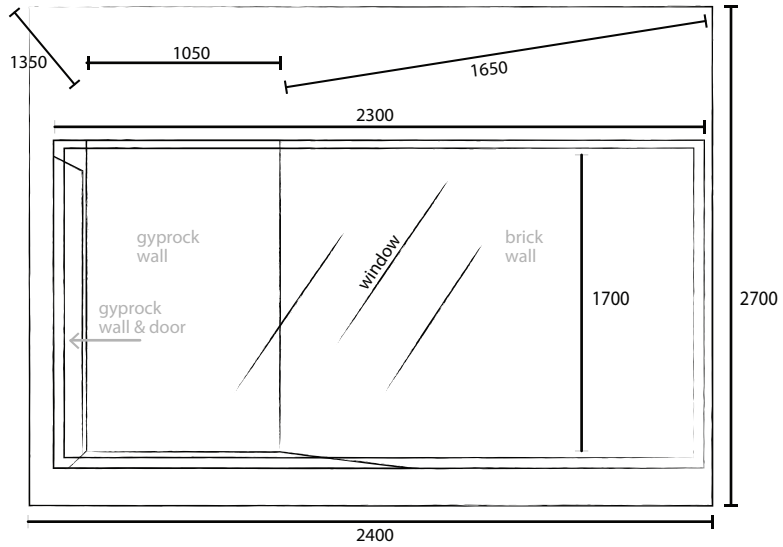 1350
1050
1650
2300
gyprock
wall
window
brick
wall
gyprock
wall & door
1700
2700
2400